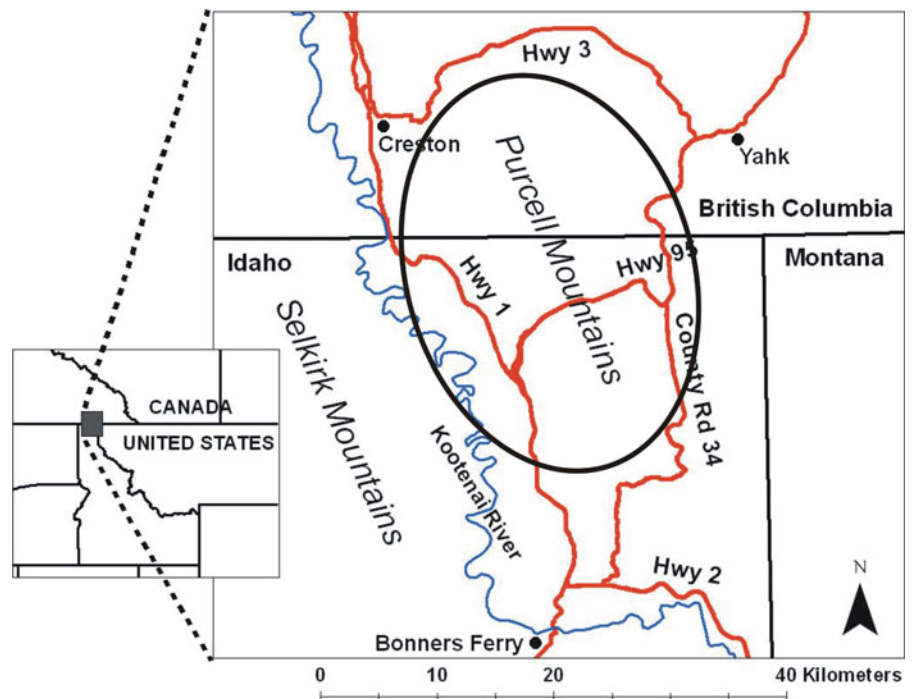 Hwy 3
Creston
Yahk
Purcell Mountains
British Columbia
Idaho
Montana
Hwy 95
Hwy 1
Selkirk Mountains
County Rd 34
CANADA
UNITED STATES
Kootenai River
Hwy 2
N
Bonners Ferry
0 10 20 40 Kilometers